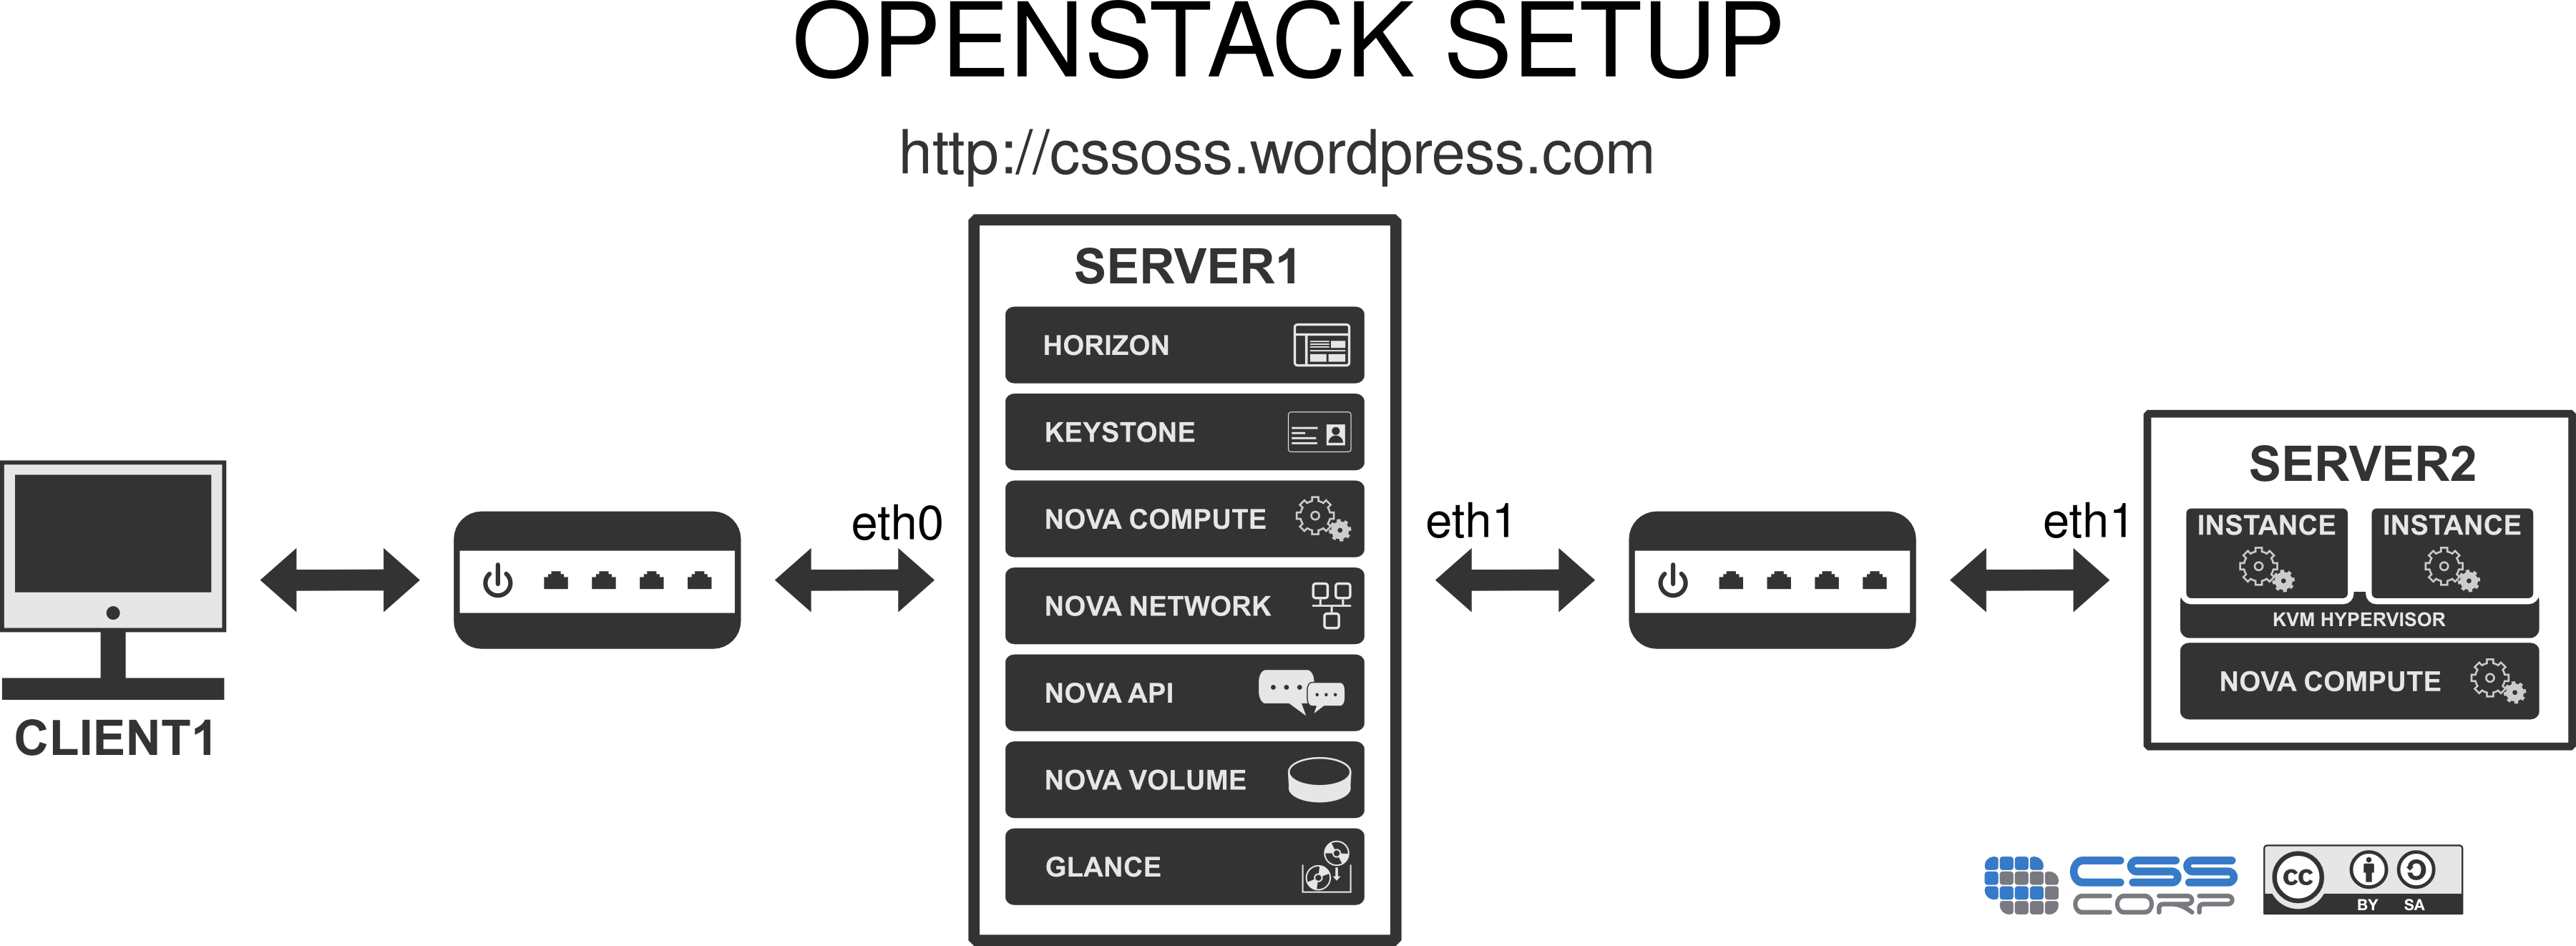 OPENSTACK SETUP
http://cssoss.wordpress.com
CLIENT1
eth0
SERVER1
HORIZON
KEYSTONE
NOVA COMPUTE
NOVA NETWORK
NOVA API
NOVA VOLUME
GLANCE
eth1
eth1
SERVER2
INSTANCE INSTANCE
KVM HYPERVISOR
NOVA COMPUTE
CSS
CORP
CC
BY SA